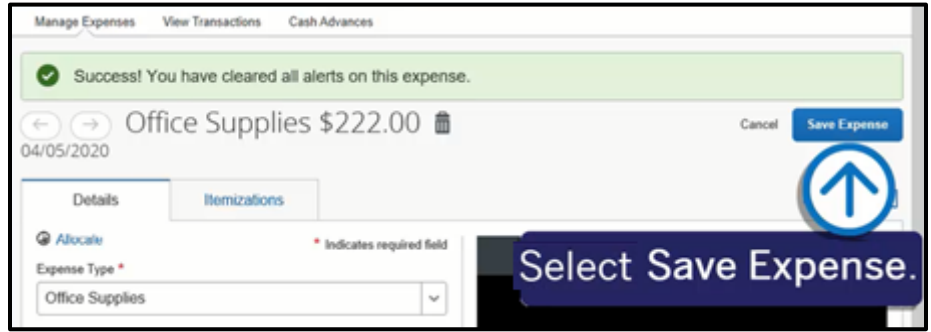 Manage Expenses View Transactions Cash Advances
Success! You have cleared all alerts on this expense.
Office Supplies $222.00
Cancel Save Expense
04/05/2020
Details Itemizations
Allocate * Indicates required field
Expense Type *
Office Supplies
Select Save Expense.